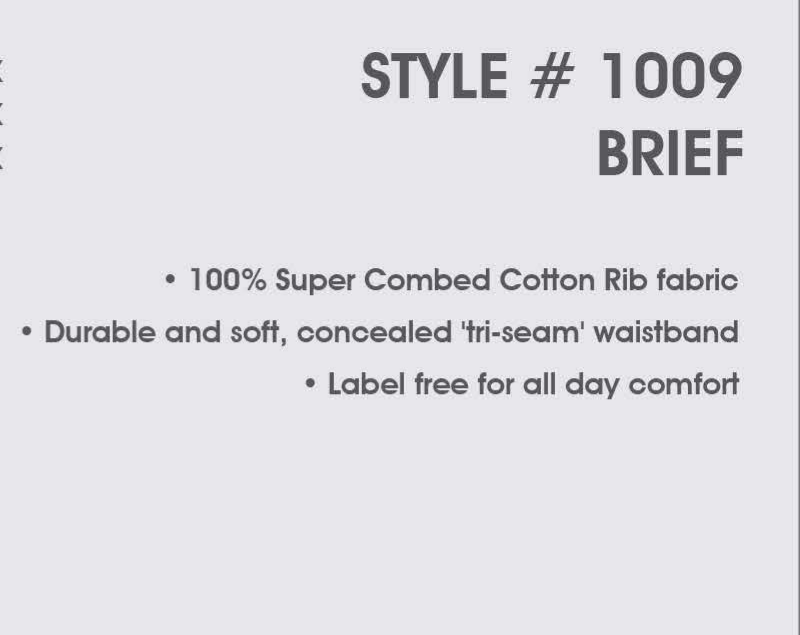 STYLE # 1009
BRIEF
• 100% Super Combed Cotton Rib fabric
• Durable and soft, concealed 'tri-seam' waistband
• Label free for all day comfort